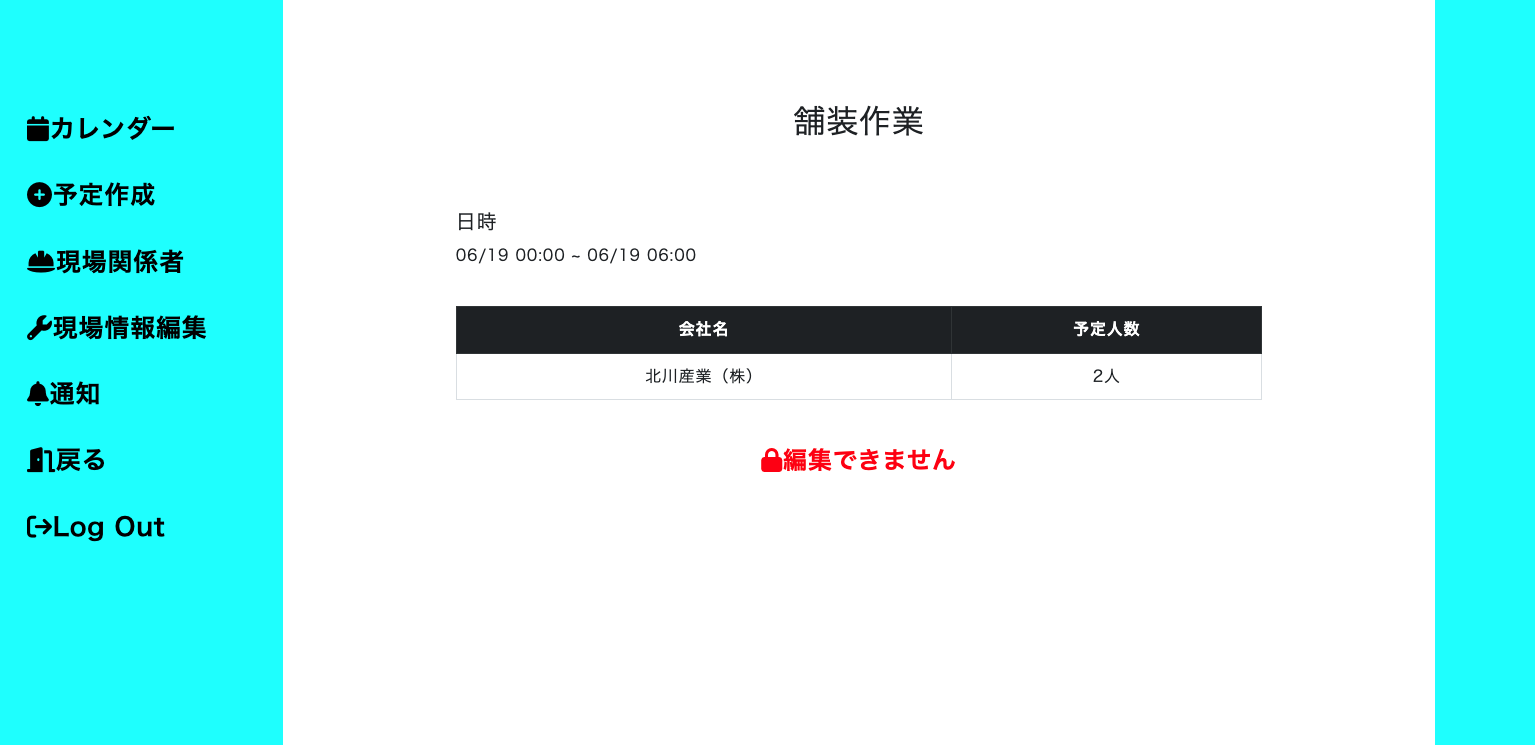 カレンダー
予定作成
現場関係者
現場情報編集
通知
戻る
Log Out
舗装作業
日時
06/19 00:00 ~ 06/19 06:00
会社名 予定人数
北川産業（株） 2人
編集できません